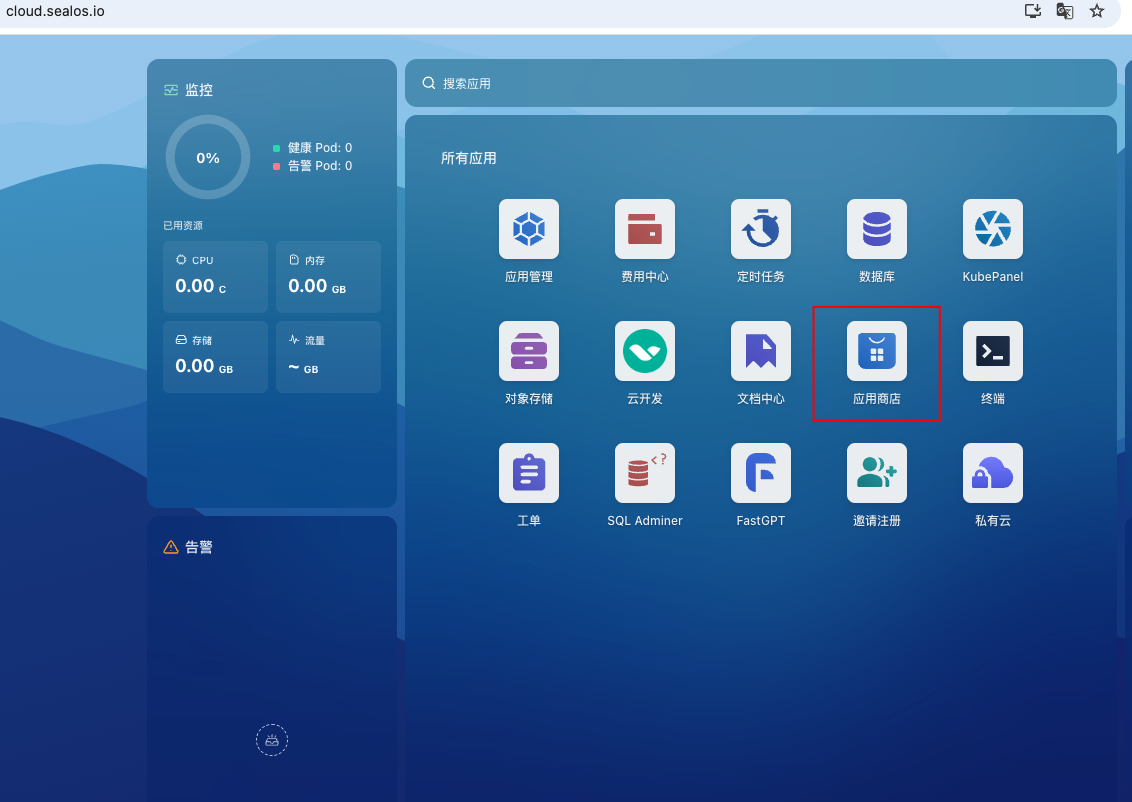 cloud.sealos.io
监控
0%
健康 Pod: 0
告警 Pod: 0
已用资源
CPU
0.00 C
内存
0.00 GB
存储
0.00 GB
流量
~ GB
告警
搜索应用
所有应用
应用管理
费用中心
定时任务
数据库
KubePanel
对象存储
云开发
文档中心
应用商店
终端
工单
<?
SQL Adminer
FastGPT
邀请注册
私有云